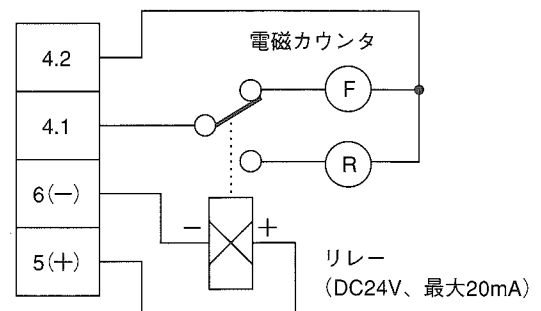 電磁カウンタ
4.2
F
4.1
R
6(−)
− +
5(+)
リレー
(DC24V、最大20mA)